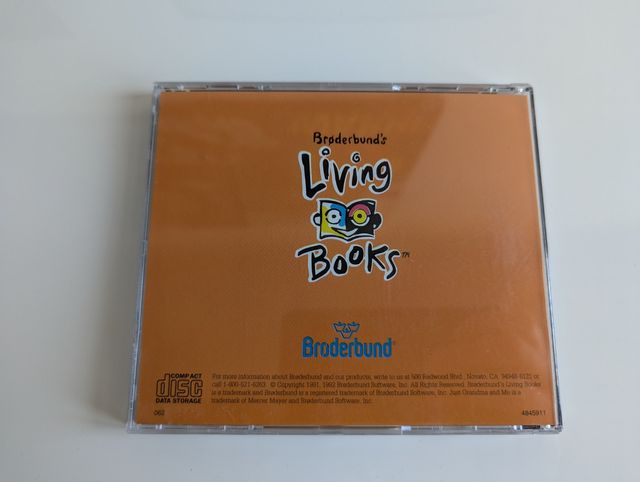 Brøderbund's
Living
Books™
Brøderbund®
COMPACT
disc
DATA STORAGE
For more information about Brøderbund and our products, write to us at 500 Redwood Blvd., Novato, CA 94948-6121 or
call 1-800-521-6263. © Copyright 1991, 1992 Brøderbund Software, Inc. All Rights Reserved. Brøderbund's Living Books
is a trademark and Brøderbund is a registered trademark of Brøderbund Software, Inc. Just Grandma and Me is a
trademark of Mercer Mayer and Brøderbund Software, Inc.
062
4845911